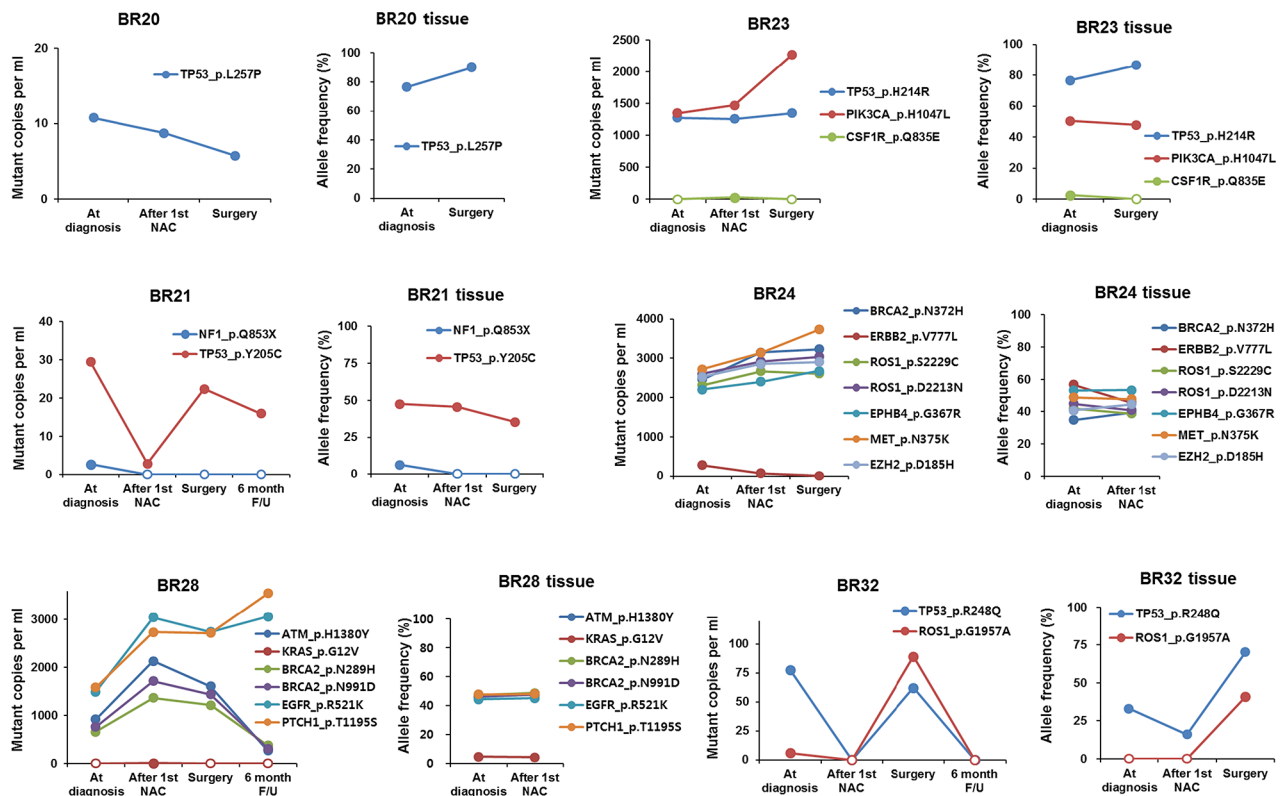 BR20
Mutant copies per ml
20
10
0
TP53_p.L257P
At diagnosis
After 1st NAC
Surgery
BR20 tissue
Allele frequency (%)
100
80
60
40
20
0
TP53_p.L257P
At diagnosis
Surgery
BR23
Mutant copies per ml
2500
2000
1500
1000
500
0
TP53_p.H214R
PIK3CA_p.H1047L
CSF1R_p.Q835E
At diagnosis
After 1st NAC
Surgery
BR23 tissue
Allele frequency (%)
100
80
60
40
20
0
TP53_p.H214R
PIK3CA_p.H1047L
CSF1R_p.Q835E
At diagnosis
Surgery
BR21
Mutant copies per ml
40
30
20
10
0
NF1_p.Q853X
TP53_p.Y205C
At diagnosis
After 1st NAC
Surgery
6 month F/U
BR21 tissue
Allele frequency (%)
100
75
50
25
0
NF1_p.Q853X
TP53_p.Y205C
At diagnosis
After 1st NAC
Surgery
BR24
Mutant copies per ml
4000
3000
2000
1000
0
BRCA2_p.N372H
ERBB2_p.V777L
ROS1_p.S2229C
ROS1_p.D2213N
EPHB4_p.G367R
MET_p.N375K
EZH2_p.D185H
At diagnosis
After 1st NAC
Surgery
BR24 tissue
Allele frequency (%)
100
80
60
40
20
0
BRCA2_p.N372H
ERBB2_p.V777L
ROS1_p.S2229C
ROS1_p.D2213N
EPHB4_p.G367R
MET_p.N375K
EZH2_p.D185H
At diagnosis
After 1st NAC
BR28
Mutant copies per ml
3000
2000
1000
0
ATM_p.H1380Y
KRAS_p.G12V
BRCA2_p.N289H
BRCA2_p.N991D
EGFR_p.R521K
PTCH1_p.T1195S
At diagnosis
After 1st NAC
Surgery
6 month F/U
BR28 tissue
Allele frequency (%)
100
80
60
40
20
0
ATM_p.H1380Y
KRAS_p.G12V
BRCA2_p.N289H
BRCA2_p.N991D
EGFR_p.R521K
PTCH1_p.T1195S
At diagnosis
After 1st NAC
BR32
Mutant copies per ml
100
75
50
25
0
TP53_p.R248Q
ROS1_p.G1957A
At diagnosis
After 1st NAC
Surgery
6 month F/U
BR32 tissue
Allele frequency (%)
100
75
50
25
0
TP53_p.R248Q
ROS1_p.G1957A
At diagnosis
After 1st NAC
Surgery